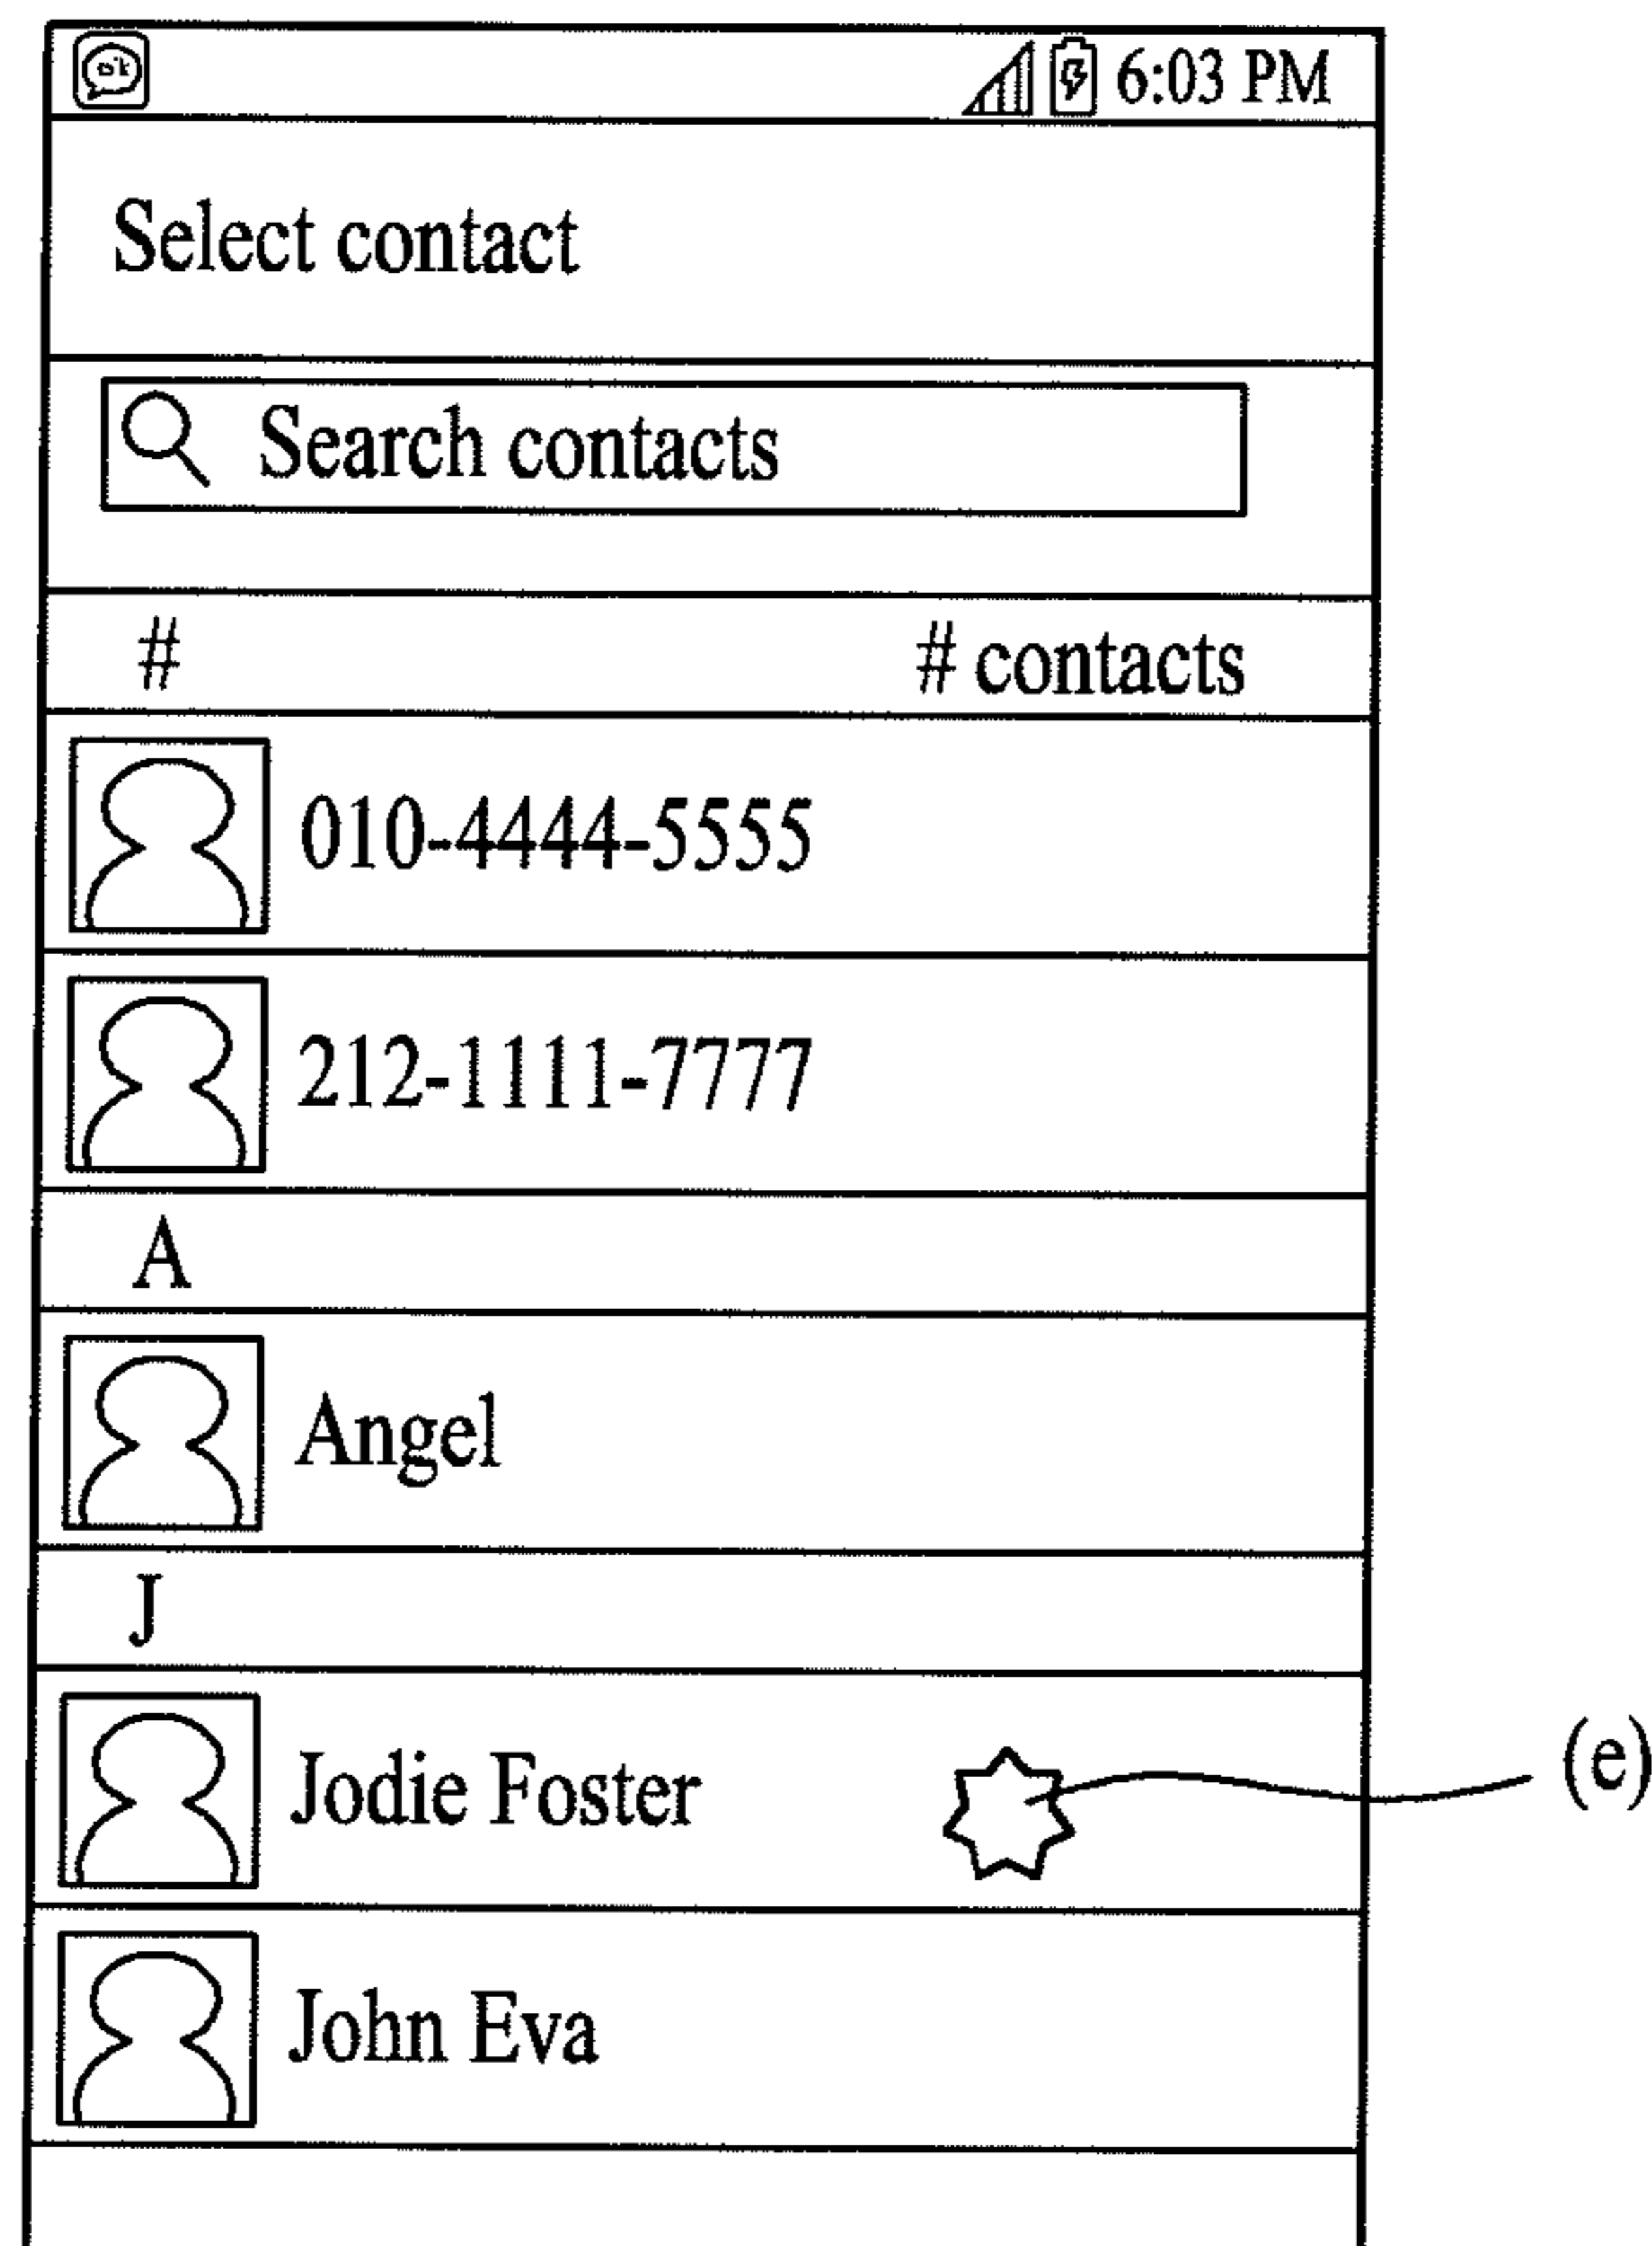 6:03 PM
Select contact
Search contacts
# # contacts
010-4444-5555
212-1111-7777
A
Angel
J
Jodie Foster (e)
John Eva